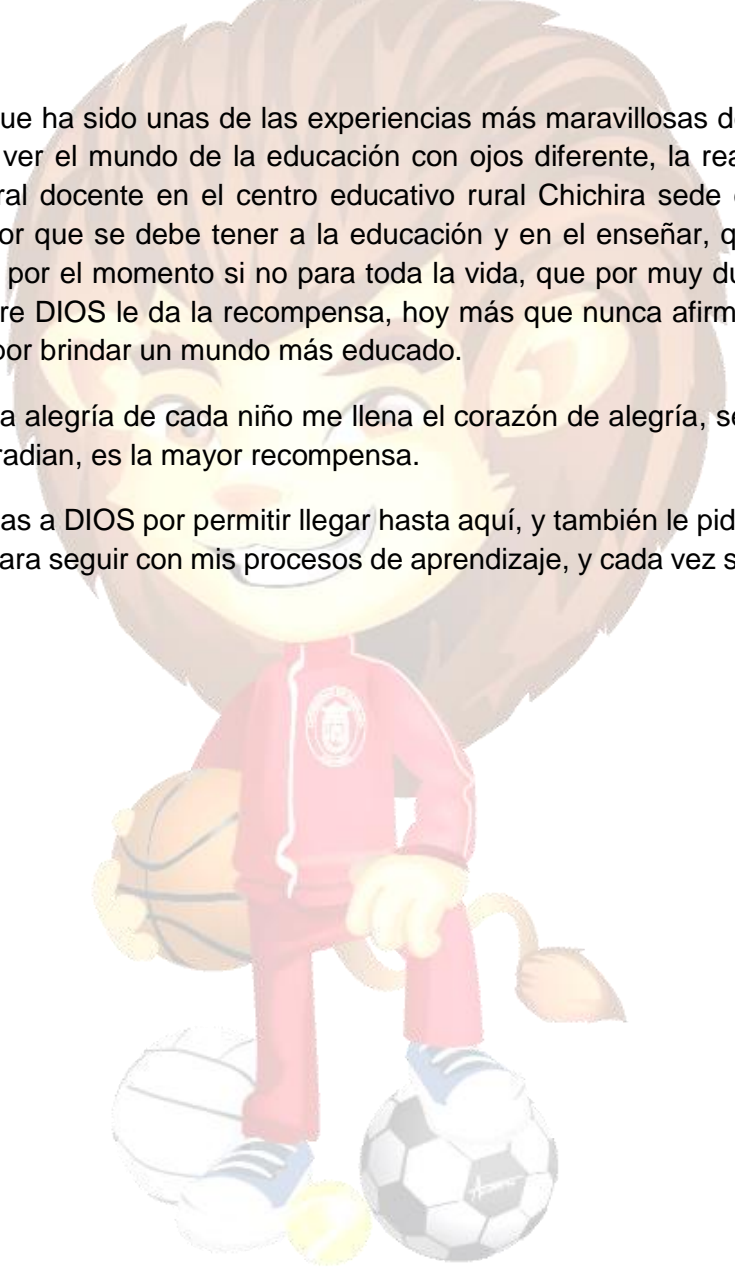 ue ha sido unas de las experiencias más maravillosas d
ver el mundo de la educación con ojos diferente, la rea
ral docente en el centro educativo rural Chichira sede
or que se debe tener a la educación y en el enseñar, q
por el momento si no para toda la vida, que por muy du
re DIOS le da la recompensa, hoy más que nunca afirm
por brindar un mundo más educado.
a alegría de cada niño me llena el corazón de alegría, se
radian, es la mayor recompensa.
as a DIOS por permitir llegar hasta aquí, y también le pid
ara seguir con mis procesos de aprendizaje, y cada vez s